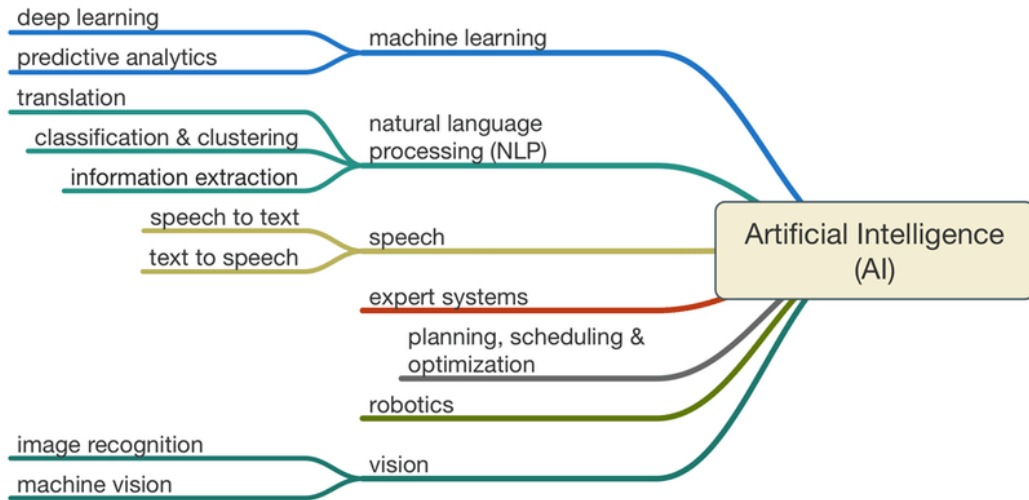 deep learning
predictive analytics
machine learning
translation
classification & clustering
information extraction
natural language
processing (NLP)
speech to text
text to speech
speech
expert systems
planning, scheduling &
optimization
robotics
image recognition
machine vision
vision
Artificial Intelligence
(AI)